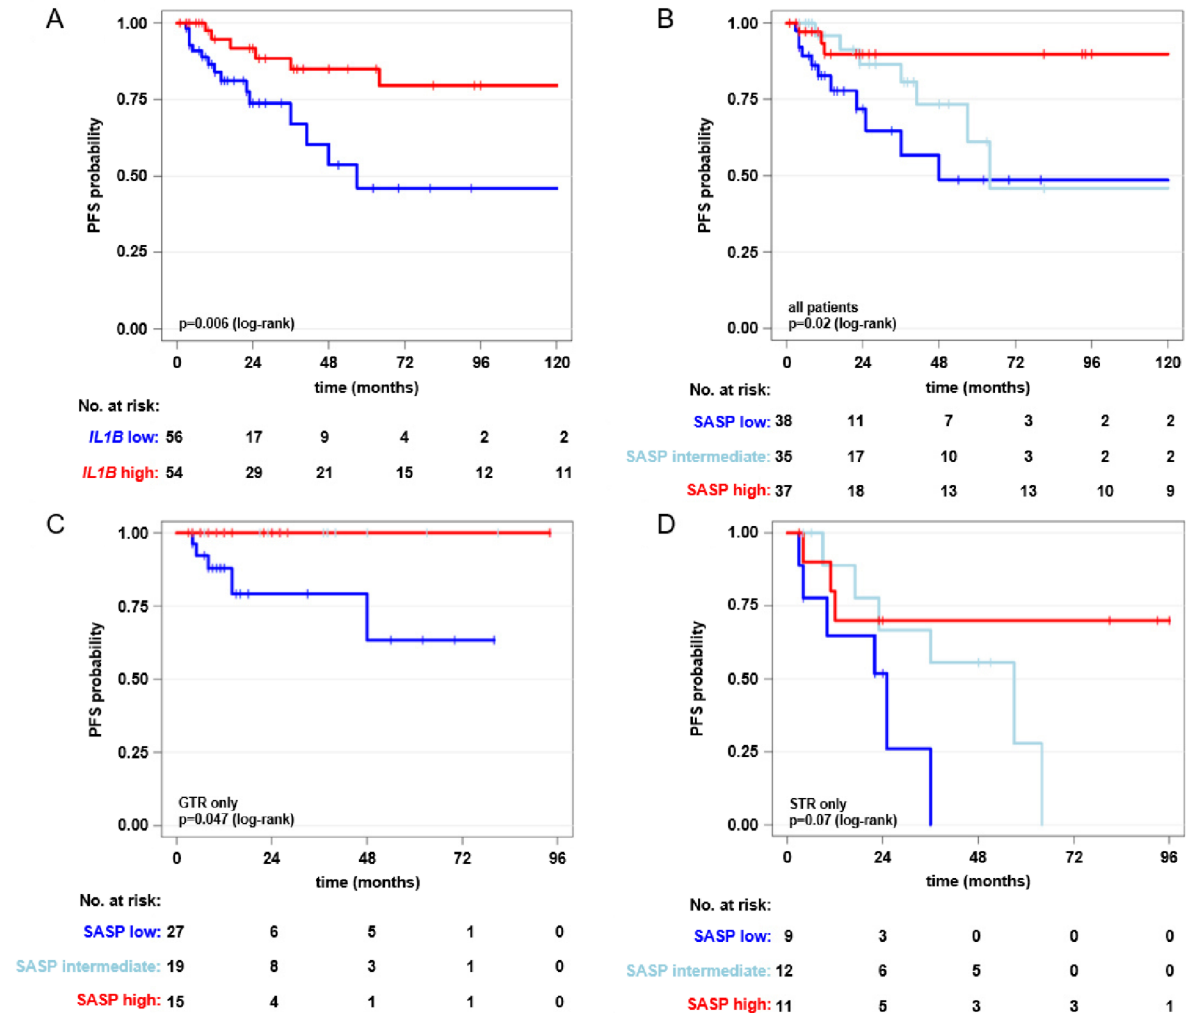 A
1.00
0.75
0.50
0.25
0.00
PFS probability
p=0.006 (log-rank)
0 24 48 72 96 120
time (months)
No. at risk:
IL1B low: 56 17 9 4 2 2
IL1B high: 54 29 21 15 12 11
B
1.00
0.75
0.50
0.25
0.00
PFS probability
all patients
p=0.02 (log-rank)
0 24 48 72 96 120
time (months)
No. at risk:
SASP low: 38 11 7 3 2 2
SASP intermediate: 35 17 10 3 2 2
SASP high: 37 18 13 13 10 9
C
1.00
0.75
0.50
0.25
0.00
PFS probability
GTR only
p=0.047 (log-rank)
0 24 48 72 96
time (months)
No. at risk:
SASP low: 27 6 5 1 0
SASP intermediate: 19 8 3 1 0
SASP high: 15 4 1 1 0
D
1.00
0.75
0.50
0.25
0.00
PFS probability
STR only
p=0.07 (log-rank)
0 24 48 72 96
time (months)
No. at risk:
SASP low: 9 3 0 0 0
SASP intermediate: 12 6 5 0 0
SASP high: 11 5 3 3 1